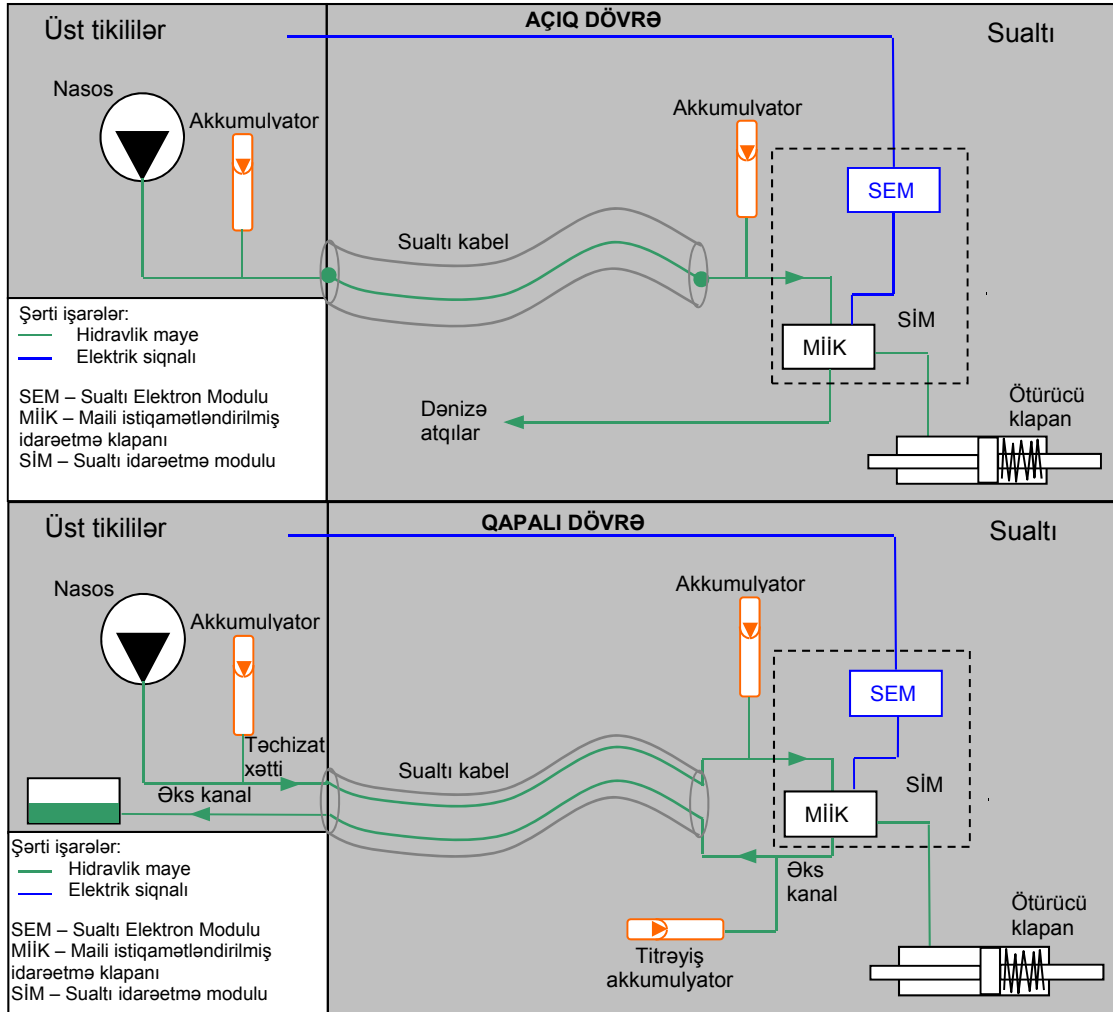 AÇIQ DÖVRƏ
Üst tikililər
Sualtı
Nasos
Akkumulyator
Akkumulyator
SEM
Sualtı kabel
SİM
MİİK
Şərti işarələr:
Hidravlik maye
Elektrik siqnalı
SEM – Sualtı Elektron Modulu
MİİK – Maili istiqamətləndirilmiş
idarəetmə klapanı
SİM – Sualtı idarəetmə modulu
Dənizə
atqılar
Ötürücü
klapan
QAPALI DÖVRƏ
Üst tikililər
Sualtı
Nasos
Akkumulyator
Akkumulyator
SEM
Təchizat
xətti
Sualtı kabel
SİM
Əks kanal
MİİK
Şərti işarələr:
Hidravlik maye
Elektrik siqnalı
SEM – Sualtı Elektron Modulu
MİİK – Maili istiqamətləndirilmiş
idarəetmə klapanı
SİM – Sualtı idarəetmə modulu
Əks
kanal
Titrəyiş
akkumulyator
Ötürücü
klapan